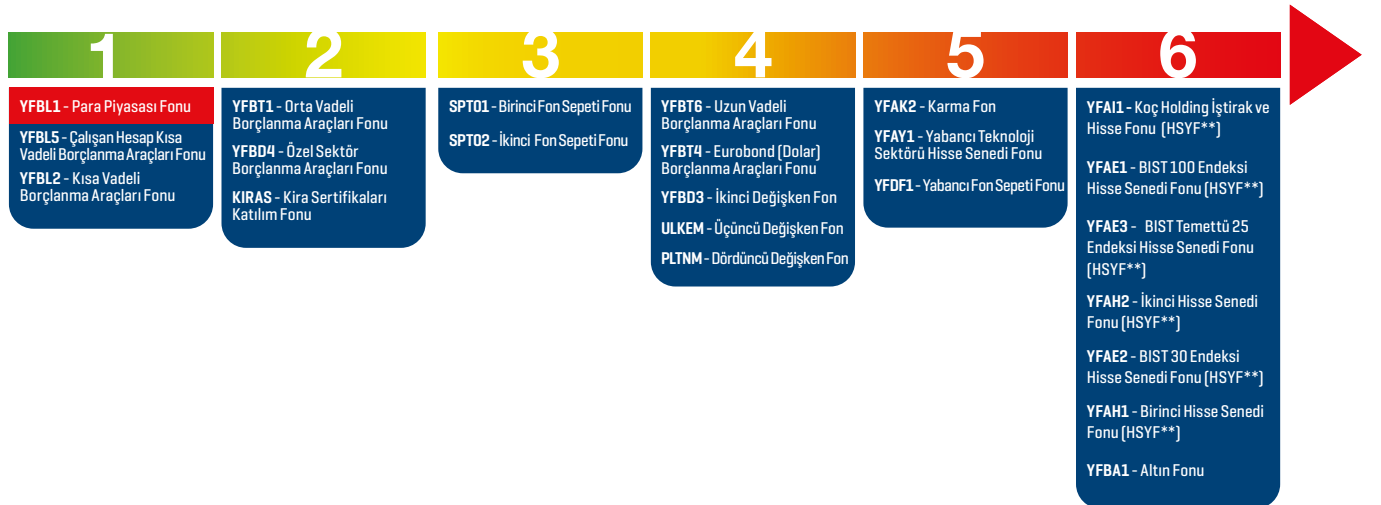 1
YFBL1 - Para Piyasası Fonu
YFBL5 - Çalışan Hesap Kısa
Vadeli Borçlanma Araçları Fonu
YFBL2 - Kısa Vadeli
Borçlanma Araçları Fonu
2
YFBT1 - Orta Vadeli
Borçlanma Araçları Fonu
YFBD4 - Özel Sektör
Borçlanma Araçları Fonu
KIRAS - Kira Sertifikaları
Katılım Fonu
3
SPT01 - Birinci Fon Sepeti Fonu
SPT02 - İkinci Fon Sepeti Fonu
4
YFBT6 - Uzun Vadeli
Borçlanma Araçları Fonu
YFBT4 - Eurobond (Dolar)
Borçlanma Araçları Fonu
YFBD3 - İkinci Değişken Fon
ULKEM - Üçüncü Değişken Fon
PLTNM - Dördüncü Değişken Fon
5
YFAK2 - Karma Fon
YFAY1 - Yabancı Teknoloji
Sektörü Hisse Senedi Fonu
YFDF1 - Yabancı Fon Sepeti Fonu
6
YFAI1 - Koç Holding İştirak ve
Hisse Fonu (HSYF**)
YFAE1 - BIST 100 Endeksi
Hisse Senedi Fonu (HSYF**)
YFAE3 - BIST Temettü 25
Endeksi Hisse Senedi Fonu
(HSYF**)
YFAH2 - İkinci Hisse Senedi
Fonu (HSYF**)
YFAE2 - BIST 30 Endeksi
Hisse Senedi Fonu (HSYF**)
YFAH1 - Birinci Hisse Senedi
Fonu (HSYF**)
YFBA1 - Altın Fonu